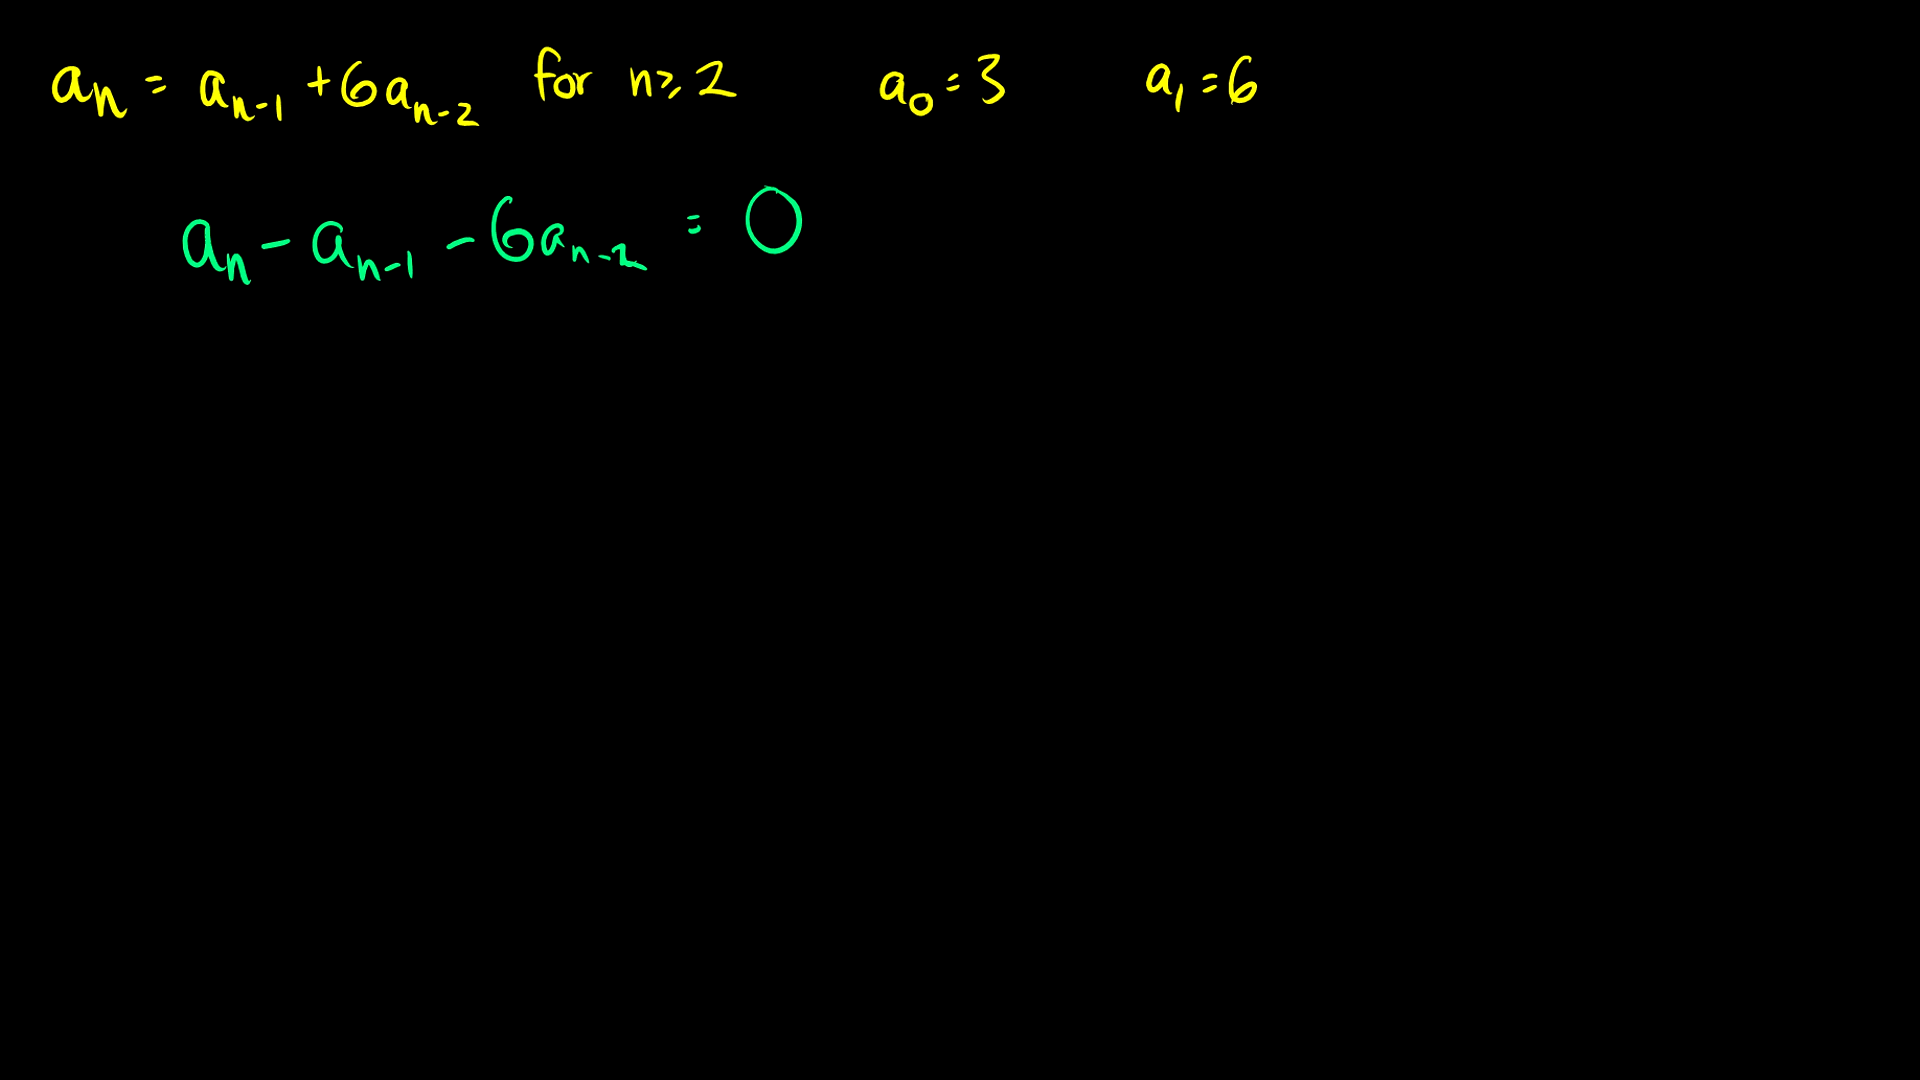 aₙ = aₙ₋₁ + 6aₙ₋₂ for n ≥ 2 a₀ = 3 a₁ = 6
aₙ - aₙ₋₁ - 6aₙ₋₂ = 0